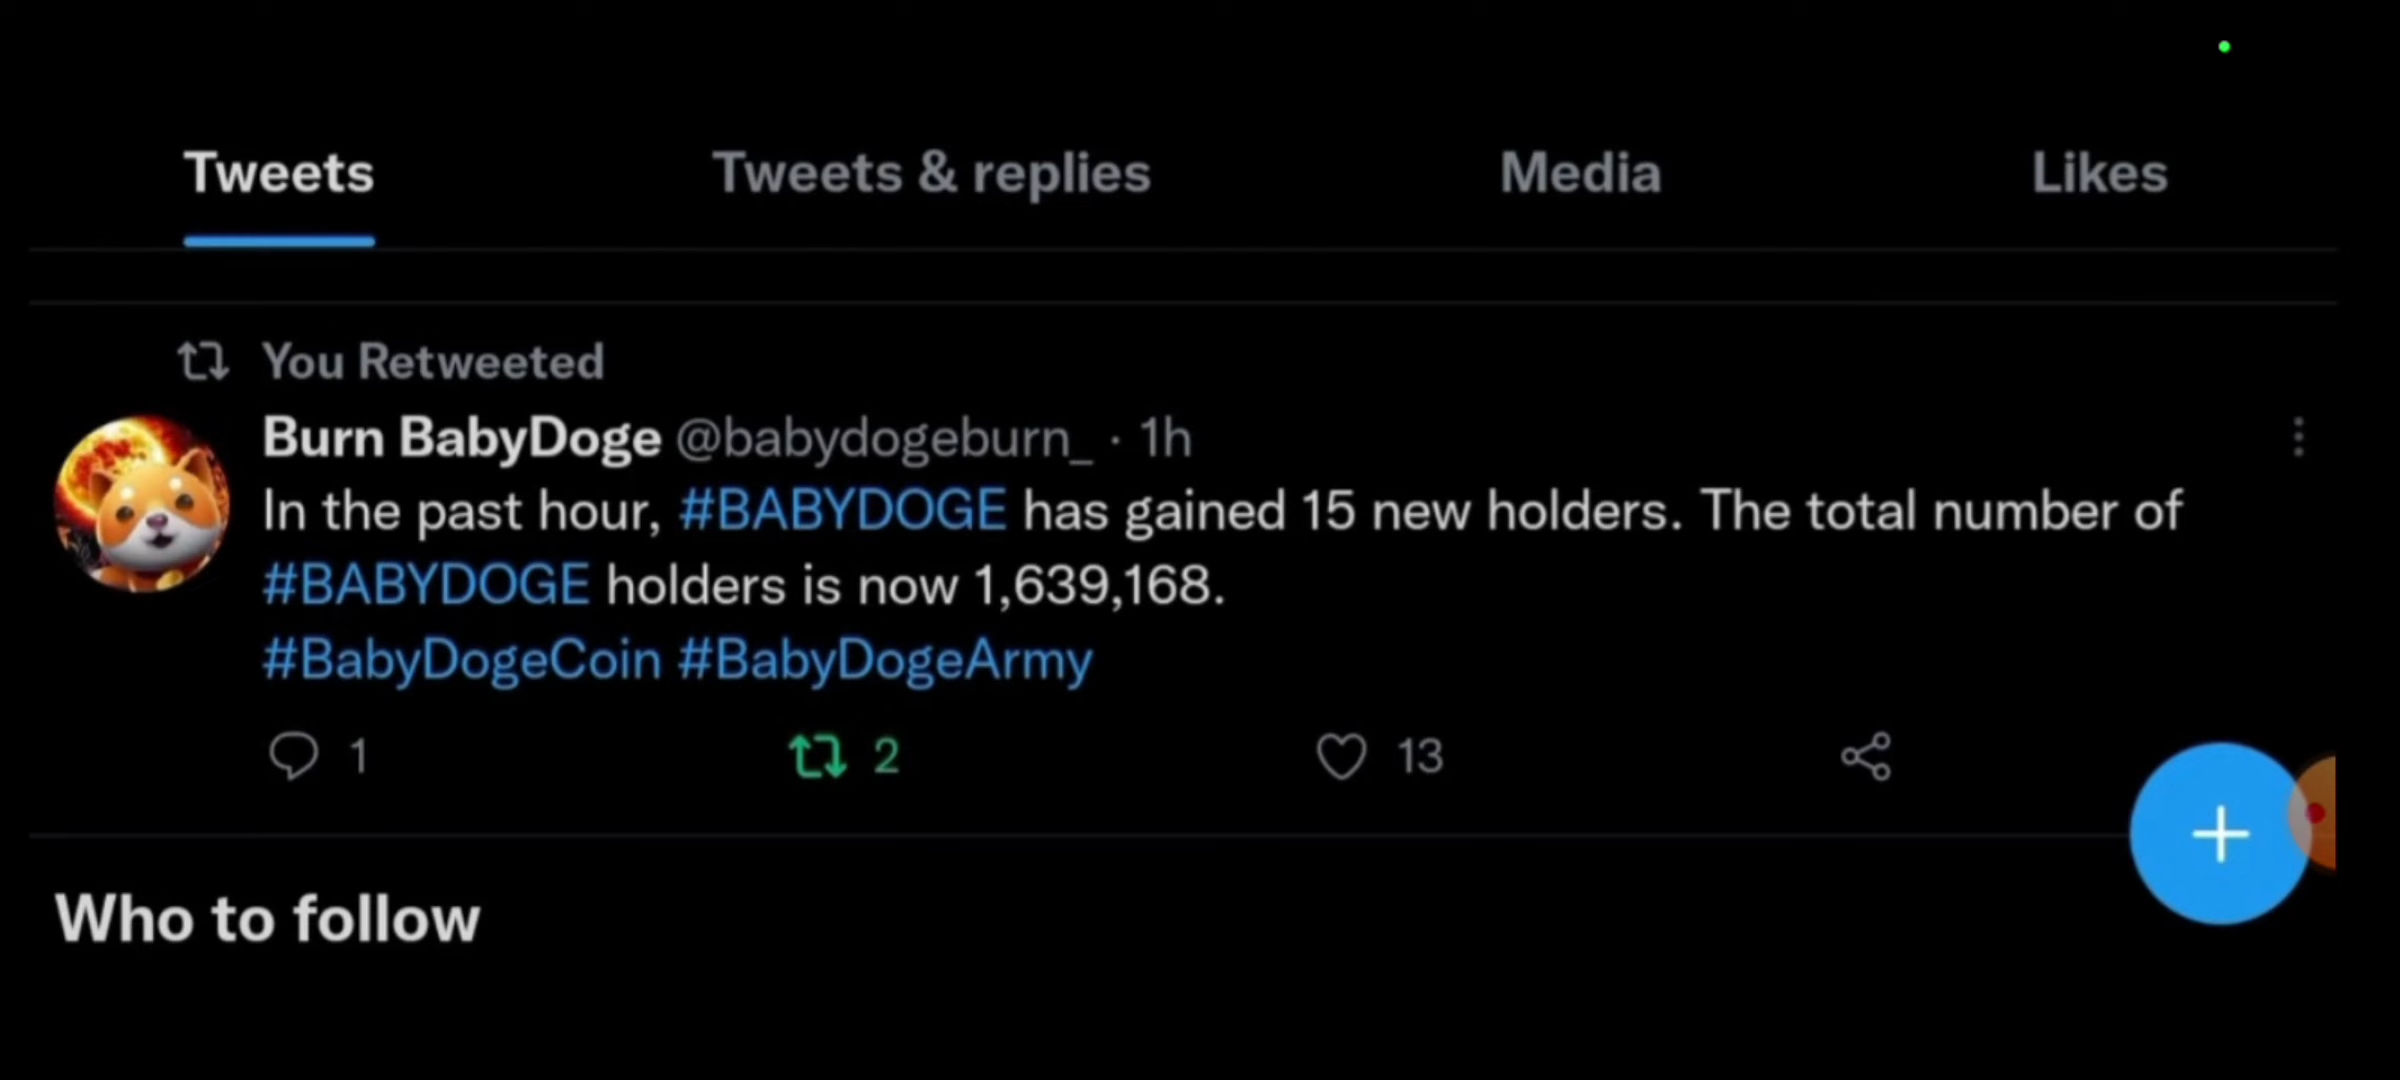 Tweets Tweets & replies Media Likes
You Retweeted
Burn BabyDoge @babydogeburn_ · 1h
In the past hour, #BABYDOGE has gained 15 new holders. The total number of
#BABYDOGE holders is now 1,639,168.
#BabyDogeCoin #BabyDogeArmy
1 2 13
Who to follow